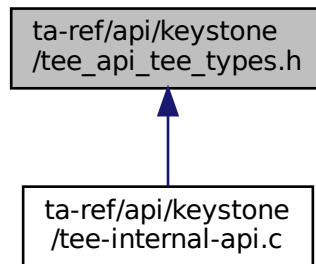 ta-ref/api/keystone
/tee_api_tee_types.h
ta-ref/api/keystone
/tee-internal-api.c